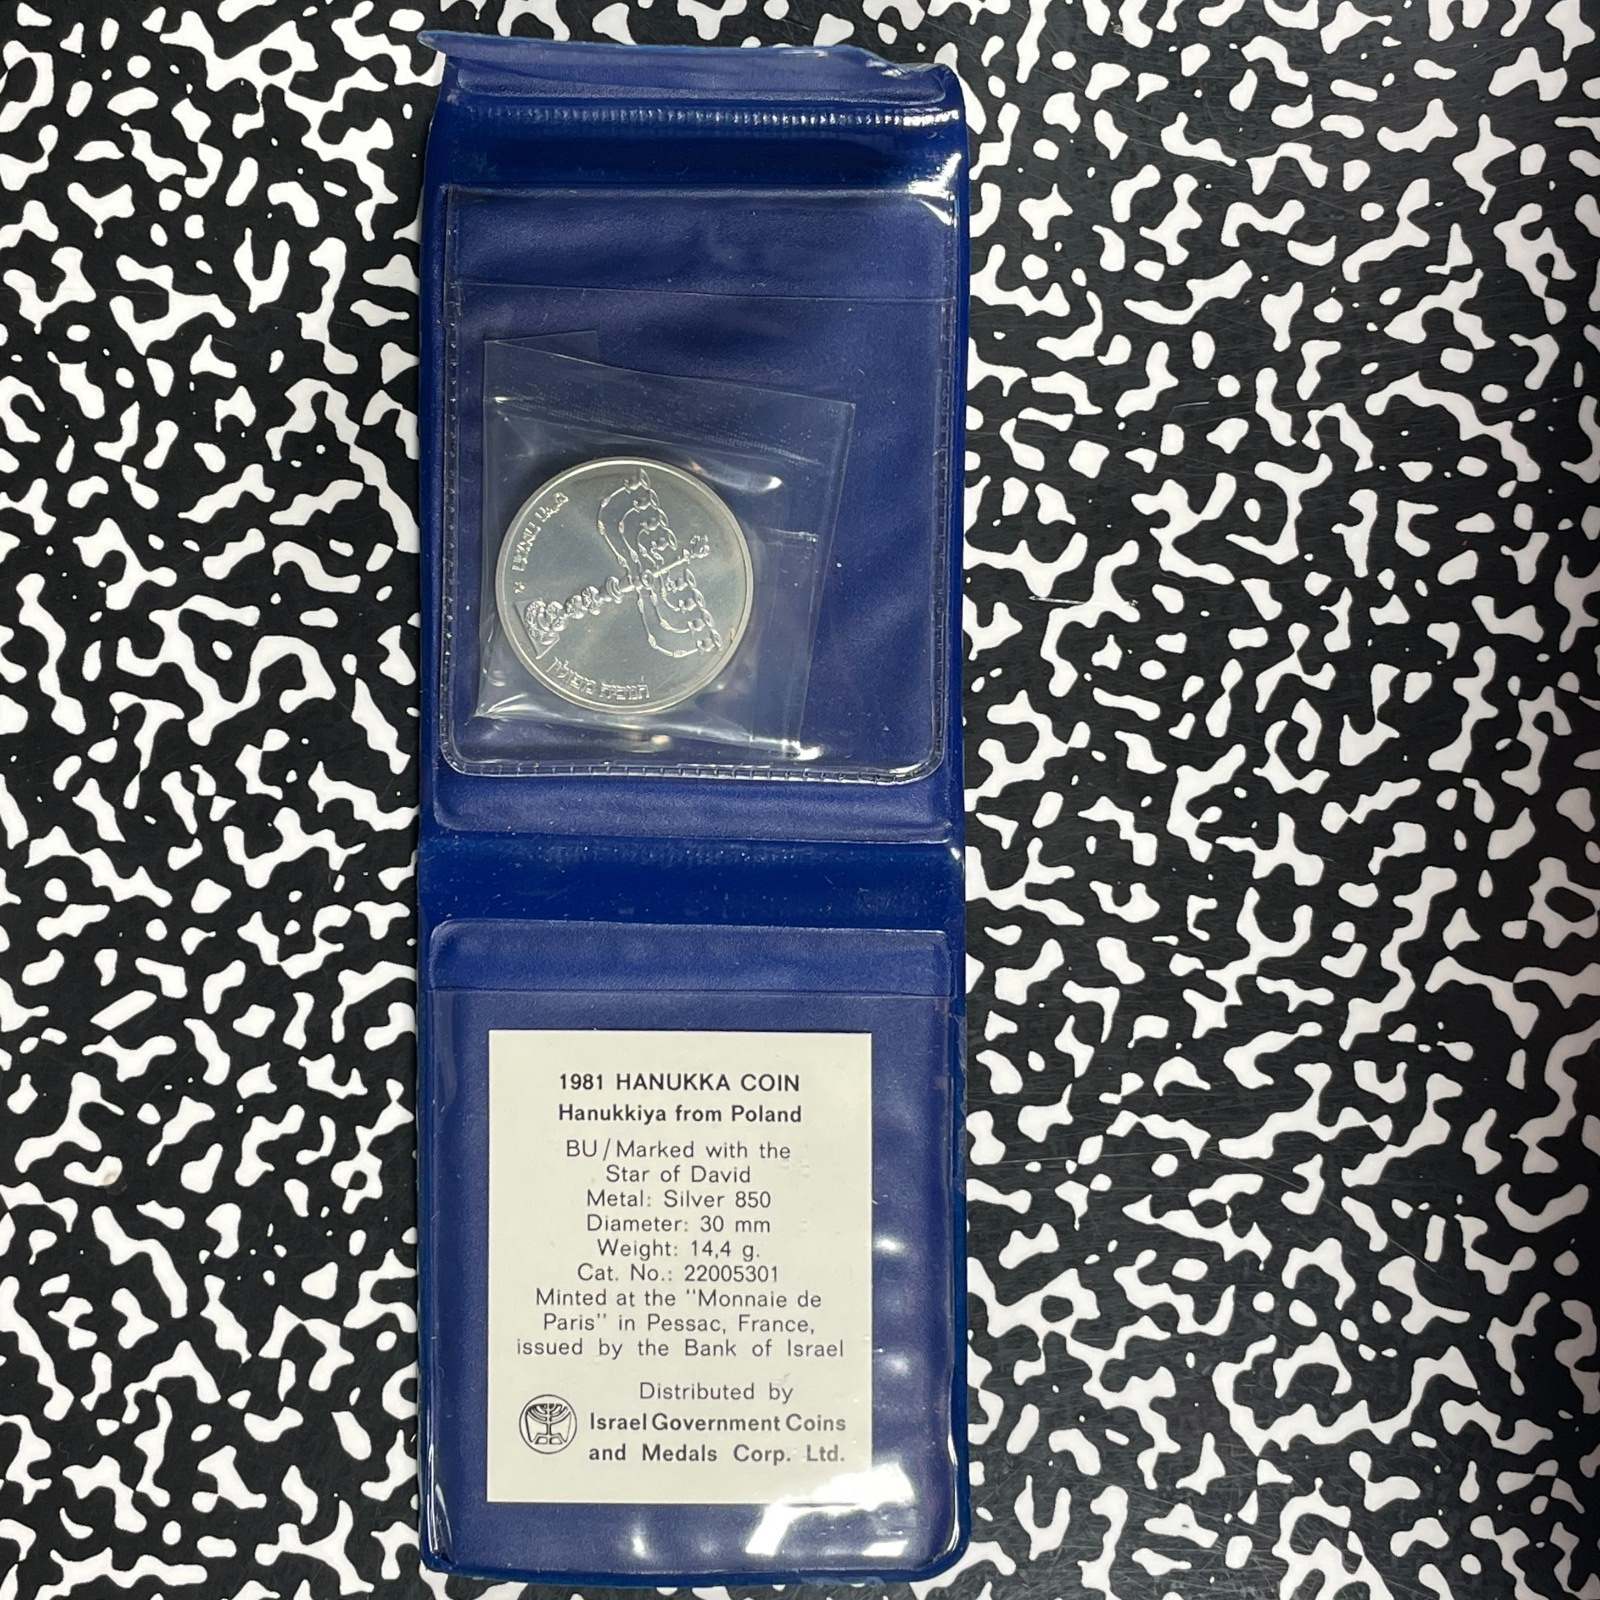 חנוכיה מפולין
1981 HANUKKA COIN
Hanukkiya from Poland
BU/Marked with the
Star of David
Metal: Silver 850
Diameter: 30 mm
Weight: 14,4 g.
Cat. No.: 22005301
Minted at the "Monnaie de
Paris" in Pessac, France,
issued by the Bank of Israel
Distributed by
Israel Government Coins
and Medals Corp. Ltd.